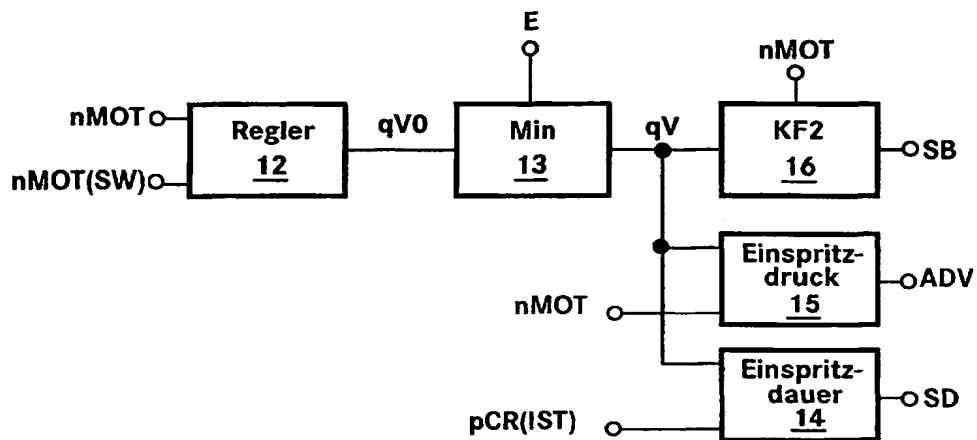 E
nMOT
nMOT
Regler
12
qV0
Min
13
qV
KF2
16
SB
nMOT(SW)
Einspritz-
druck
15
ADV
nMOT
Einspritz-
dauer
14
SD
pCR(IST)